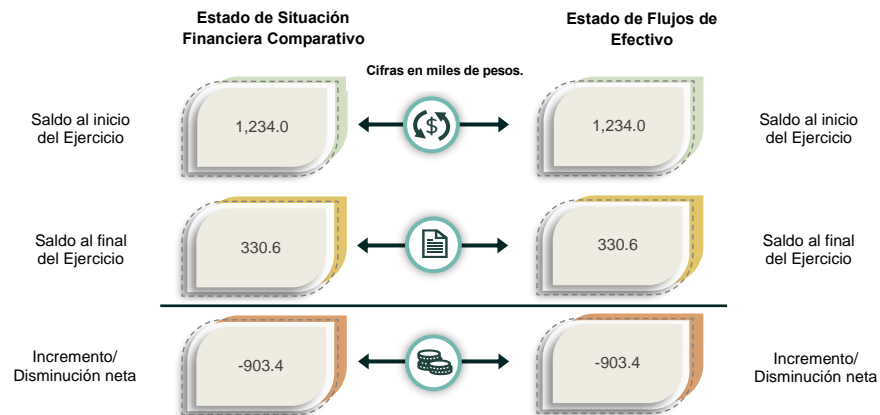 Estado de Situación
Financiera Comparativo
Estado de Flujos de
Efectivo
Cifras en miles de pesos.
Saldo al inicio
del Ejercicio
1,234.0
$
1,234.0
Saldo al inicio
del Ejercicio
Saldo al final
del Ejercicio
330.6
330.6
Saldo al final
del Ejercicio
Incremento/
Disminución neta
-903.4
-903.4
Incremento/
Disminución neta